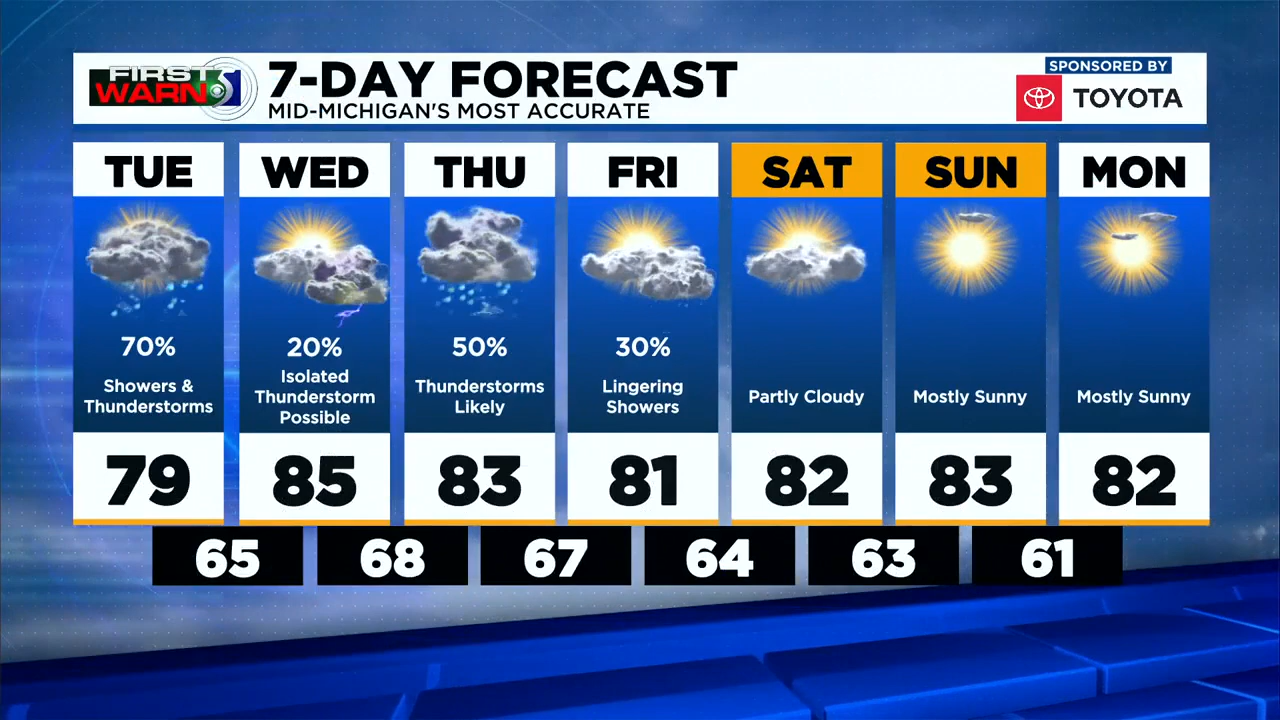 FIRST
WARN 5
7-DAY FORECAST
MID-MICHIGAN'S MOST ACCURATE
SPONSORED BY
TOYOTA
TUE
WED
THU
FRI
SAT
SUN
MON
70%
Showers &
Thunderstorms
20%
Isolated
Thunderstorm
Possible
50%
Thunderstorms
Likely
30%
Lingering
Showers
Partly Cloudy
Mostly Sunny
Mostly Sunny
79
85
83
81
82
83
82
65
68
67
64
63
61